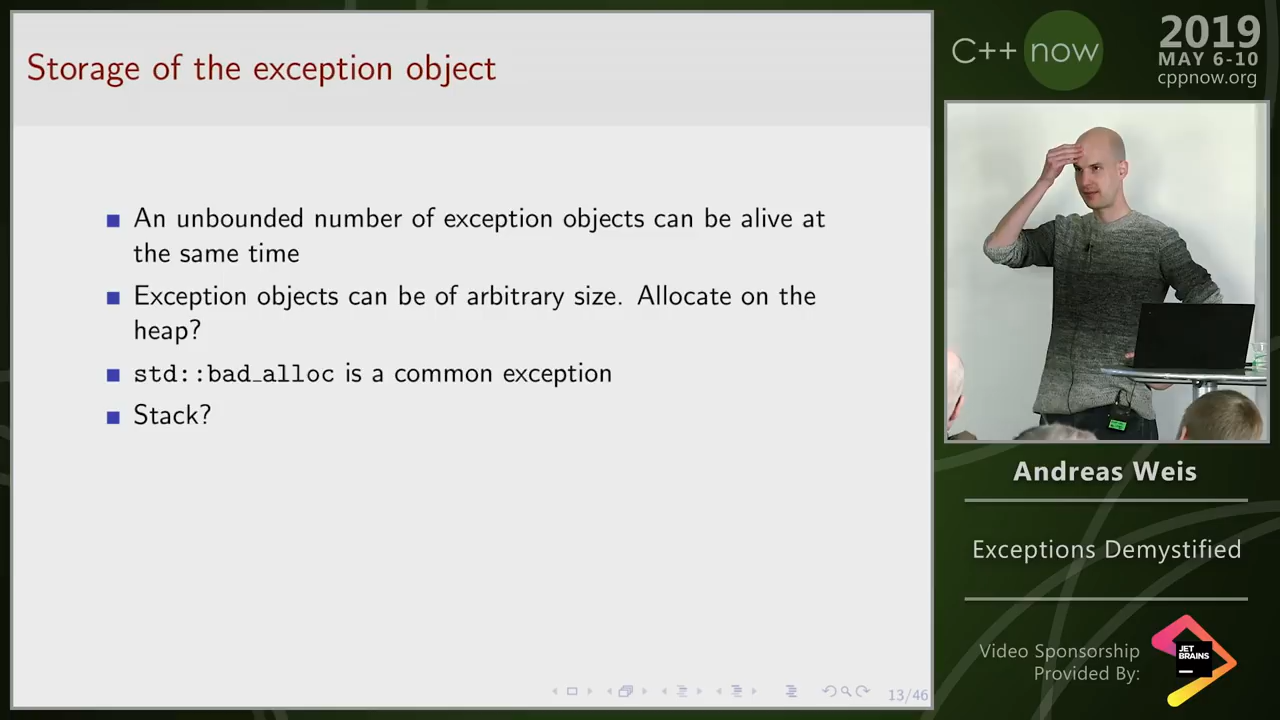 Storage of the exception object
An unbounded number of exception objects can be alive at
the same time
Exception objects can be of arbitrary size. Allocate on the
heap?
std::bad_alloc is a common exception
Stack?
13/46
C++ now
2019
MAY 6-10
cppnow.org
Andreas Weis
Exceptions Demystified
Video Sponsorship
Provided By:
JET
BRAINS